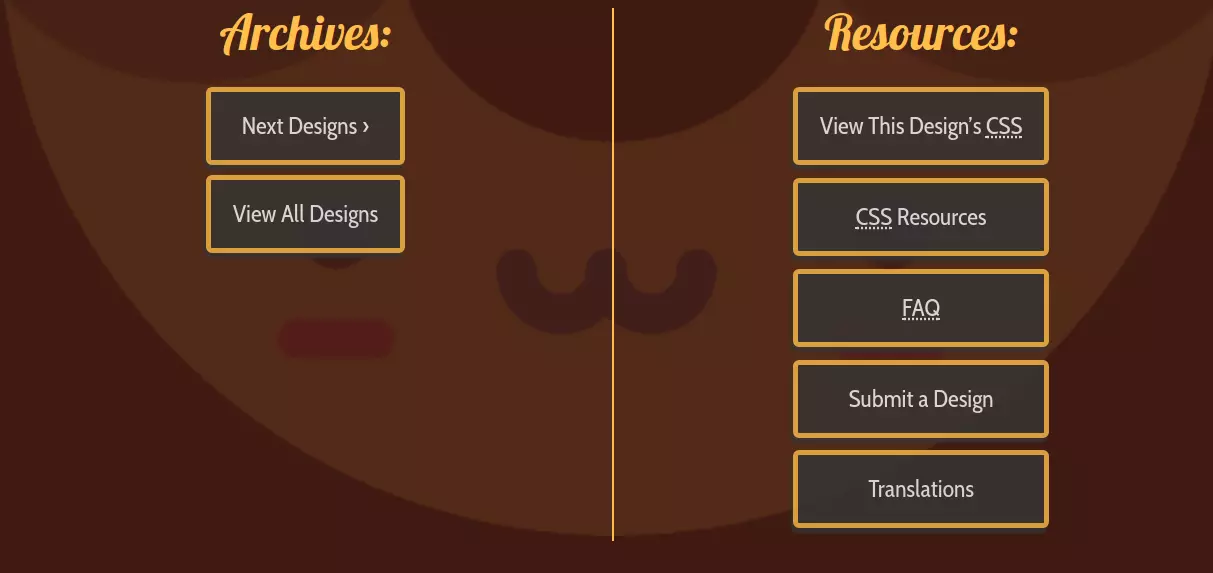 Archives:
Next Designs ›
View All Designs
Resources:
View This Design’s CSS
CSS Resources
FAQ
Submit a Design
Translations